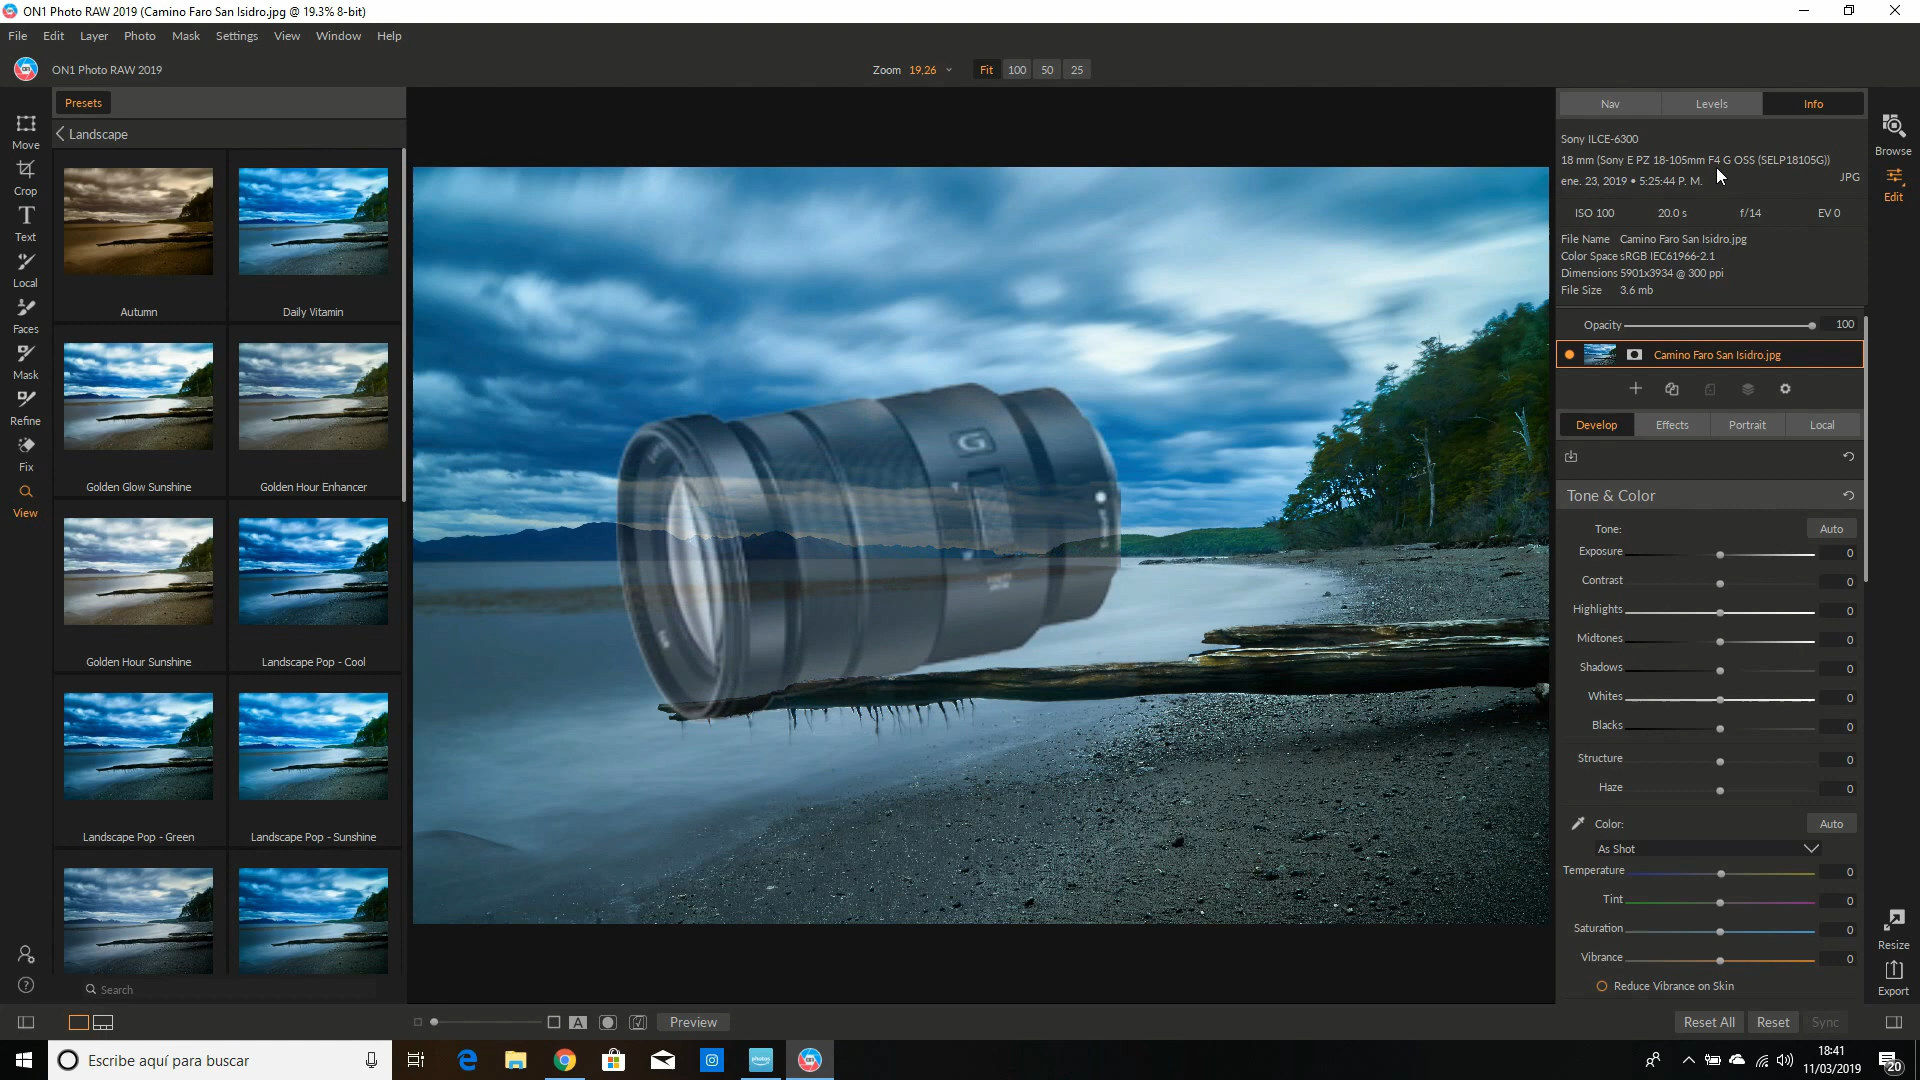 ON1 Photo RAW 2019 (Camino Faro San Isidro.jpg @ 19.3% 8-bit)
File Edit Layer Photo Mask Settings View Window Help
ON1 Photo RAW 2019
Zoom 19,26 Fit 100 50 25
Presets
Landscape
Move
Crop
Text
Local
Faces
Mask
Refine
Fix
View
Autumn
Daily Vitamin
Golden Glow Sunshine
Golden Hour Enhancer
Golden Hour Sunshine
Landscape Pop - Cool
Landscape Pop - Green
Landscape Pop - Sunshine
Search
G
Nav Levels Info
Sony ILCE-6300
18 mm (Sony E PZ 18-105mm F4 G OSS (SELP18105G))
ene. 23, 2019 • 5:25:44 P. M. JPG
ISO 100 20.0 s f/14 EV 0
File Name Camino Faro San Isidro.jpg
Color Space sRGB IEC61966-2.1
Dimensions 5901x3934 @ 300 ppi
File Size 3.6 mb
Opacity 100
Camino Faro San Isidro.jpg
Develop Effects Portrait Local
Tone & Color
Tone: Auto
Exposure 0
Contrast 0
Highlights 0
Midtones 0
Shadows 0
Whites 0
Blacks 0
Structure 0
Haze 0
Color: Auto
As Shot
Temperature 0
Tint 0
Saturation 0
Vibrance 0
Reduce Vibrance on Skin
Browse
Edit
Resize
Export
A
Preview
Reset All Reset Sync
Escribe aquí para buscar
photos
18:41
11/03/2019
20